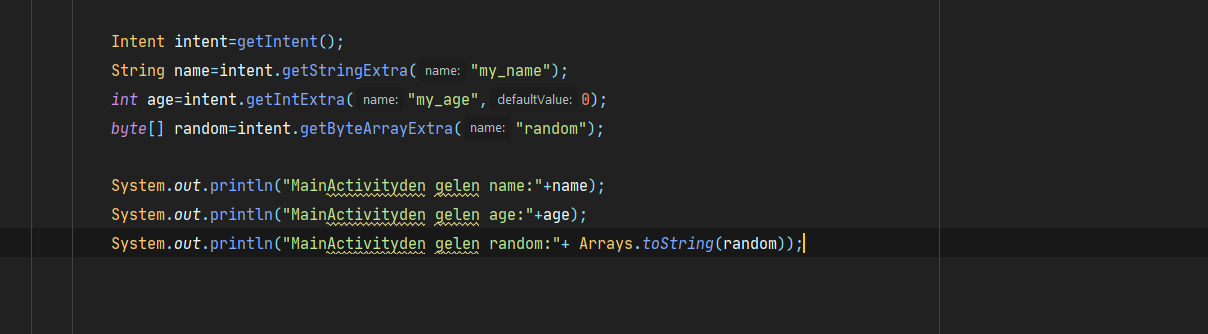 Intent intent=getIntent();
String name=intent.getStringExtra( name: "my_name");
int age=intent.getIntExtra( name: "my_age", defaultValue: 0);
byte[] random=intent.getByteArrayExtra( name: "random");
System.out.println("MainActivityden gelen name:"+name);
System.out.println("MainActivityden gelen age:"+age);
System.out.println("MainActivityden gelen random:"+ Arrays.toString(random));